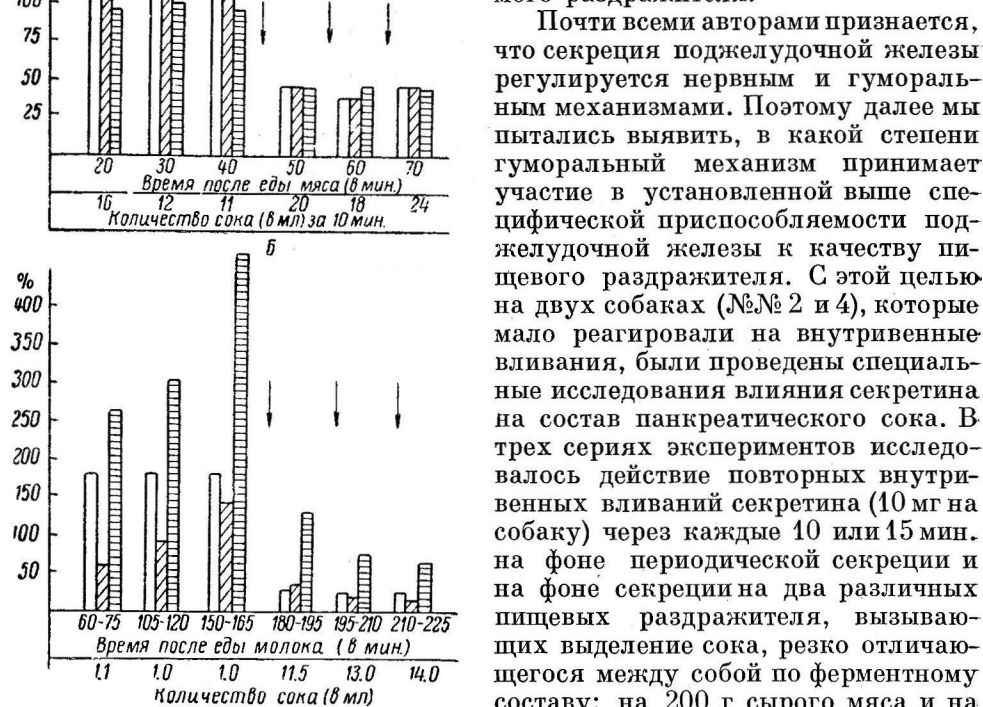 100
75
50
25
20 30 40 50 60 70
Время после еды мяса (в мин.)
16 12 11 20 18 24
Количество сока (в мл) за 10 мин.
б
%
400
350
300
250
200
150
100
50
60-75 105-120 150-165 180-195 195-210 210-225
Время после еды молока (в мин.)
1.1 1.0 1.0 11.5 13.0 14.0
Количество сока (в мл)
мого раздражителя.
Почти всеми авторами признается,
что секреция поджелудочной железы
регулируется нервным и гумораль-
ным механизмами. Поэтому далее мы
пытались выявить, в какой степени
гуморальный механизм принимает
участие в установленной выше спе-
цифической приспособляемости под-
желудочной железы к качеству пи-
щевого раздражителя. С этой целью
на двух собаках (№№ 2 и 4), которые
мало реагировали на внутривенные
вливания, были проведены специаль-
ные исследования влияния секретина
на состав панкреатического сока. В
трех сериях экспериментов исследо-
валось действие повторных внутри-
венных вливаний секретина (10 мг на
собаку) через каждые 10 или 15 мин.
на фоне периодической секреции и
на фоне секреции на два различных
пищевых раздражителя, вызываю-
щих выделение сока, резко отличаю-
щегося между собой по ферментному
составу: на 200 г сырого мяса и на